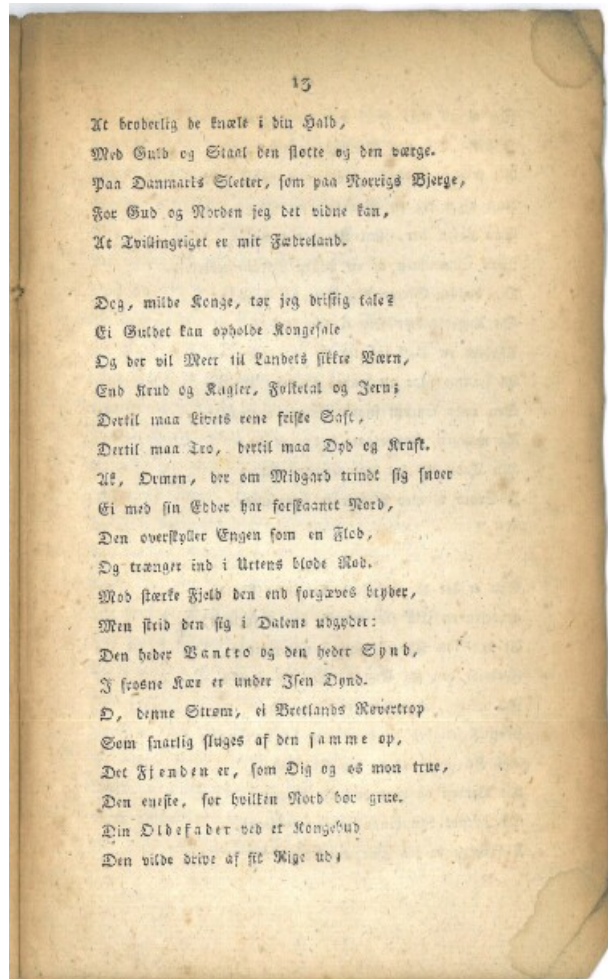 13
At broderlig de knæle i din Hald,
Med Guld og Staal den støtte og den værge.
Paa Danmarks Sletter, som paa Norrigs Bjerge,
For Gud og Norden jeg det vidne kan,
At Tvillingriget er mit Fædreland.
Dog, milde Konge, tør jeg dristig tale?
Ei Guldet kan opholde Kongesale
Og der vil Meer til Landets sikkre Værn,
End Krud og Kugler, Folketal og Jern;
Dertil maa Livets rene friske Saft,
Dertil maa Tro, dertil maa Dyd og Kraft.
Ak, Ormen, der om Midgard trindt sig snoer
Ei med sin Edder har forskaanet Nord,
Den overskyller Engen som en Flod,
Og trænger ind i Urtens bløde Rod.
Mod stærke Fjeld den end forgæves bryder,
Men strid den sig i Dalene udgyder:
Den heder Vantro og den heder Synd,
I frosne Kær er under Isen Dynd.
O, denne Strøm, ei Bretlands Røvertrop
Som snarlig sluges af den samme op,
Det Fjenden er, som Dig og os mon true,
Den eneste, for hvilken Nord bør grue.
Din Oldefader ved et Kongebud
Den vilde drive af sit Rige ud;